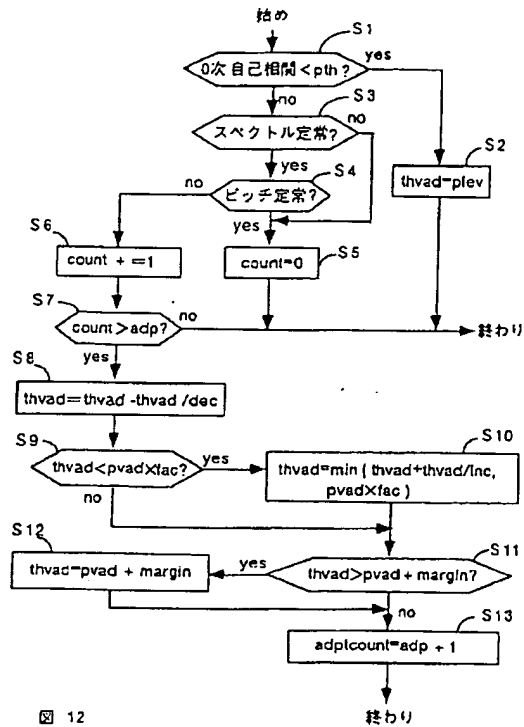 始め
S1
0次自己相関<pth?
yes
no
S3
スペクトル定常?
no
S2
yes
S4
thvad=plev
no
ピッチ定常?
S6
yes
count + =1
count=0
S5
S7
count>adp?
no
終わり
yes
S8
thvad=thvad -thvad /dec
S9
thvad<pvad×fac?
yes
S10
thvad=min ( thvad+thvad/inc,
pvad×fac )
no
S12
S11
thvad=pvad + margin
yes
thvad>pvad + margin?
no
S13
adptcount=adp + 1
図 12
終わり